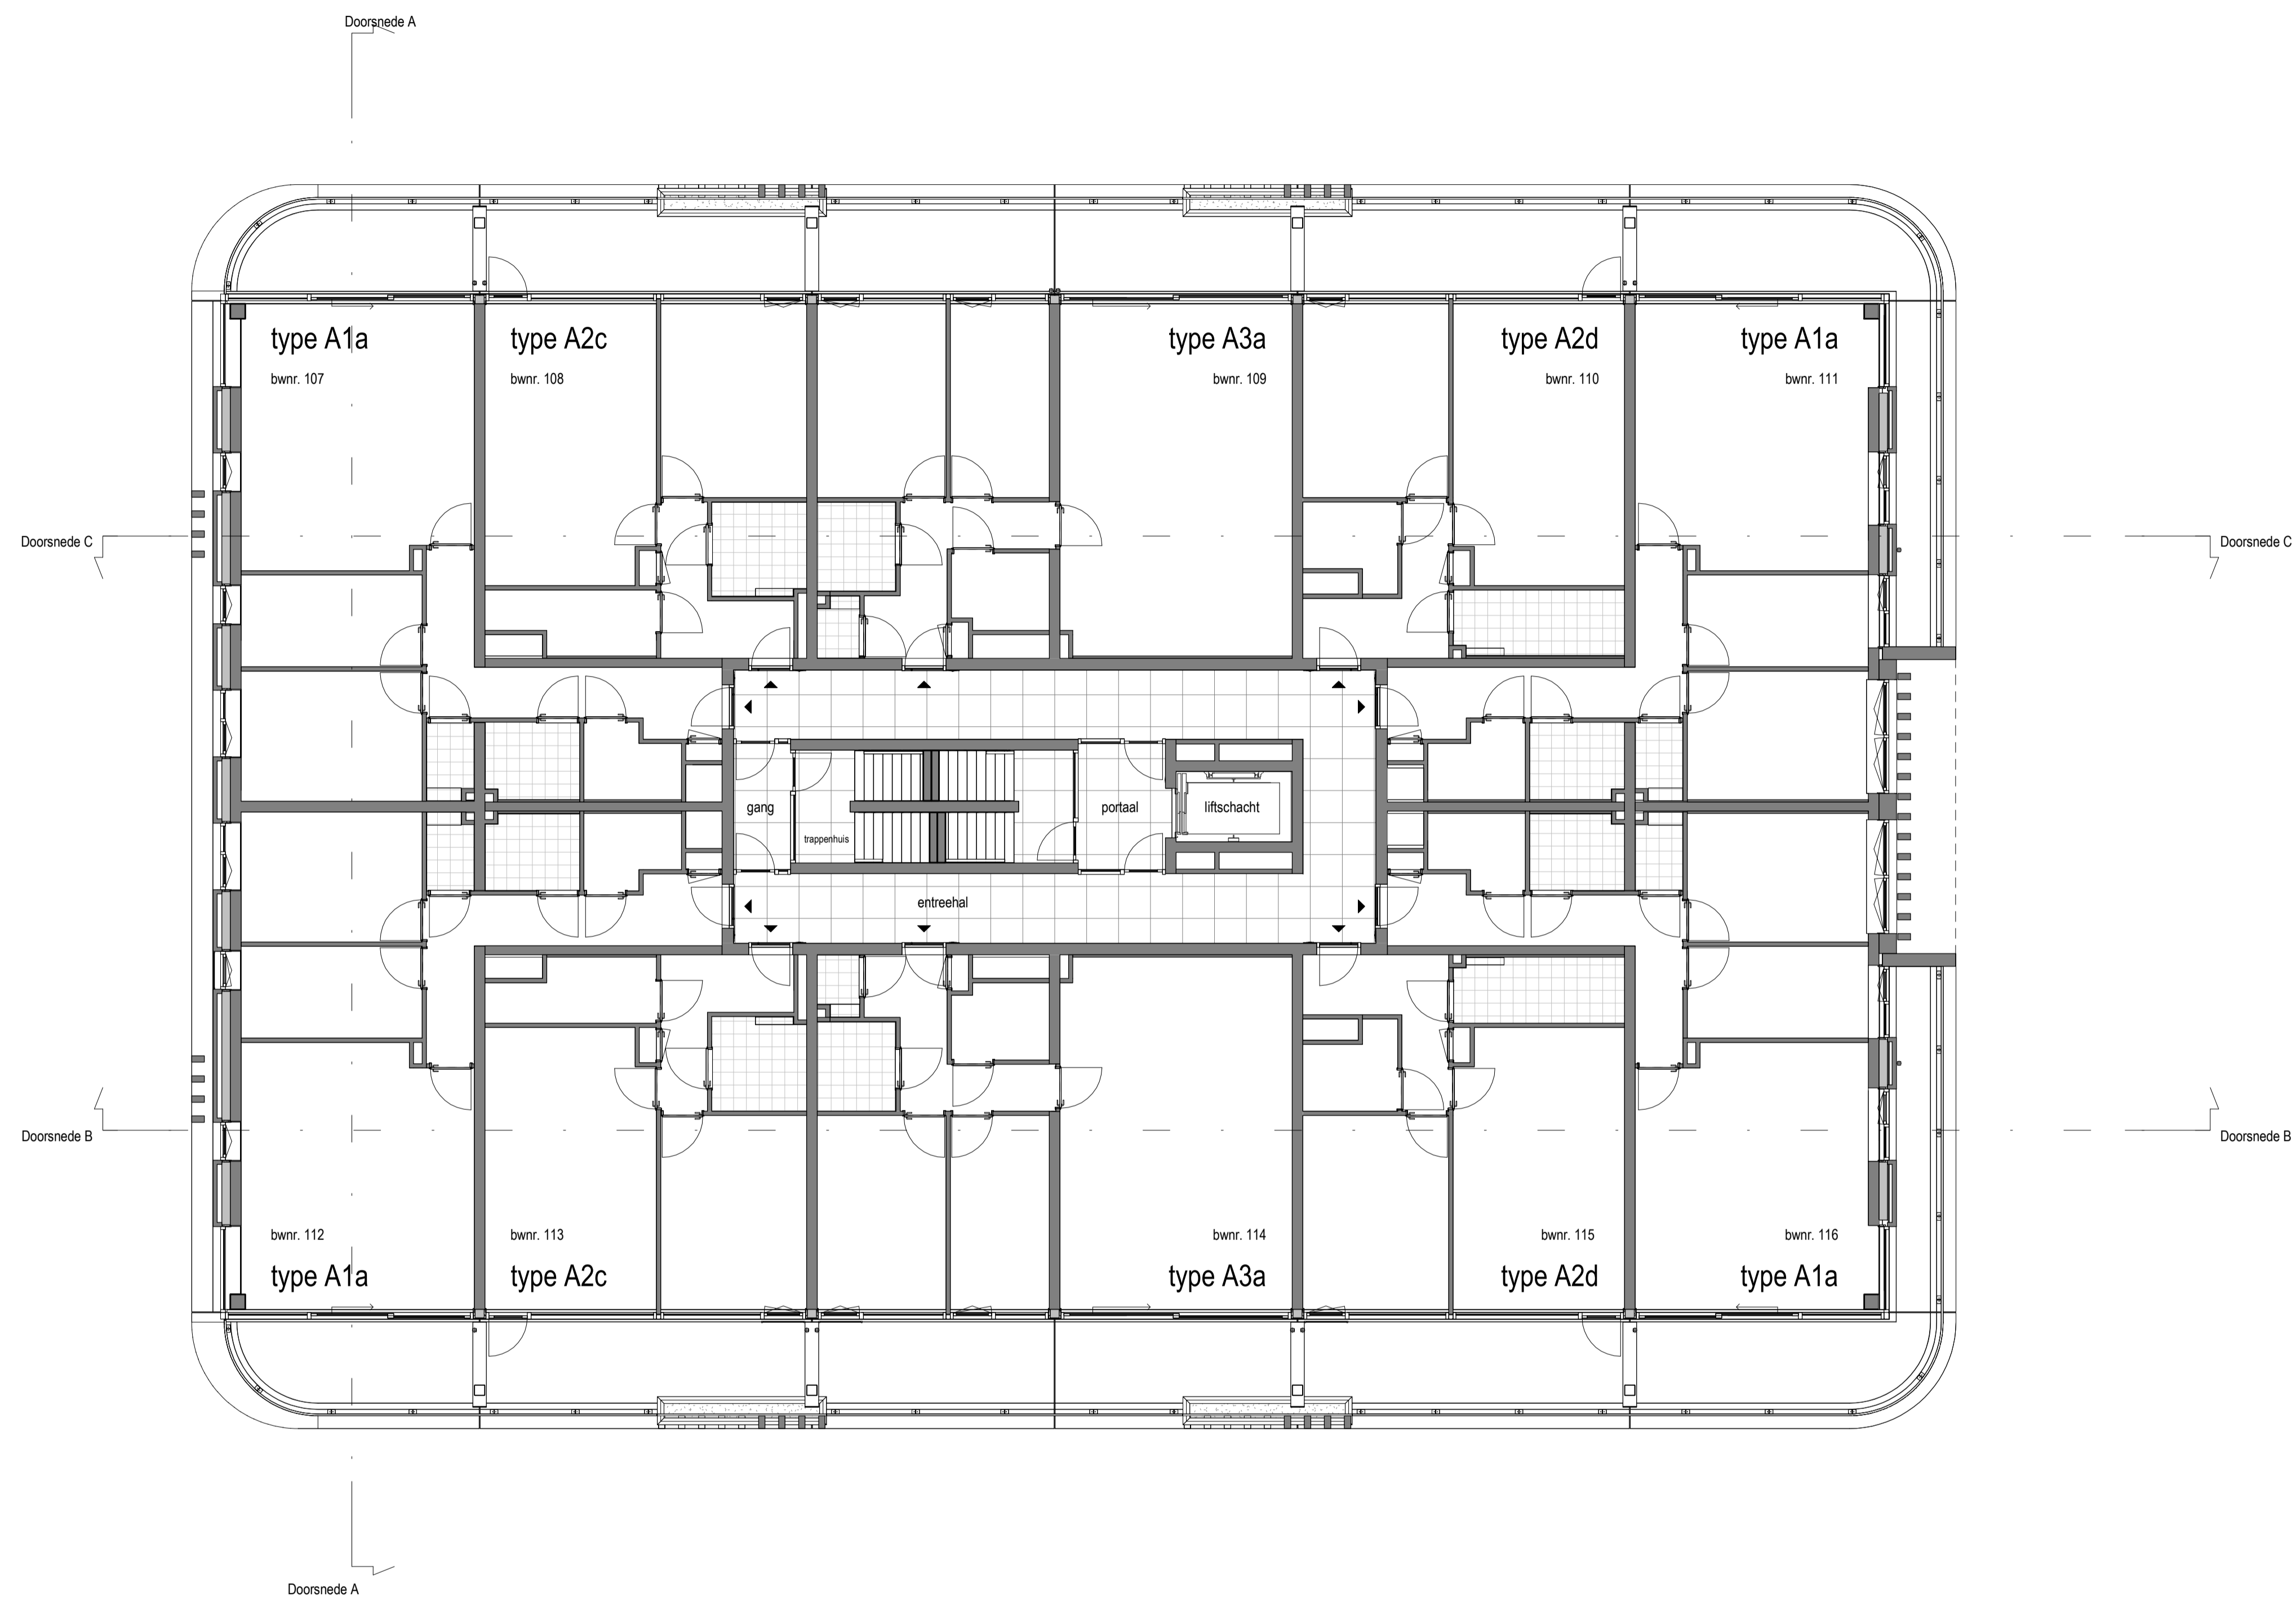 Doorsnede A
type A1a
type A2c
type A3a
type A2d
type A1a
bwnr. 107
bwnr. 108
bwnr. 109
bwnr. 110
bwnr. 111
Doorsnede C
Doorsnede C
gang
portaal
liftschacht
trappenhuis
entreehal
Doorsnede B
Doorsnede B
bwnr. 112
bwnr. 113
bwnr. 114
bwnr. 115
bwnr. 116
type A1a
type A2c
type A3a
type A2d
type A1a
Doorsnede A